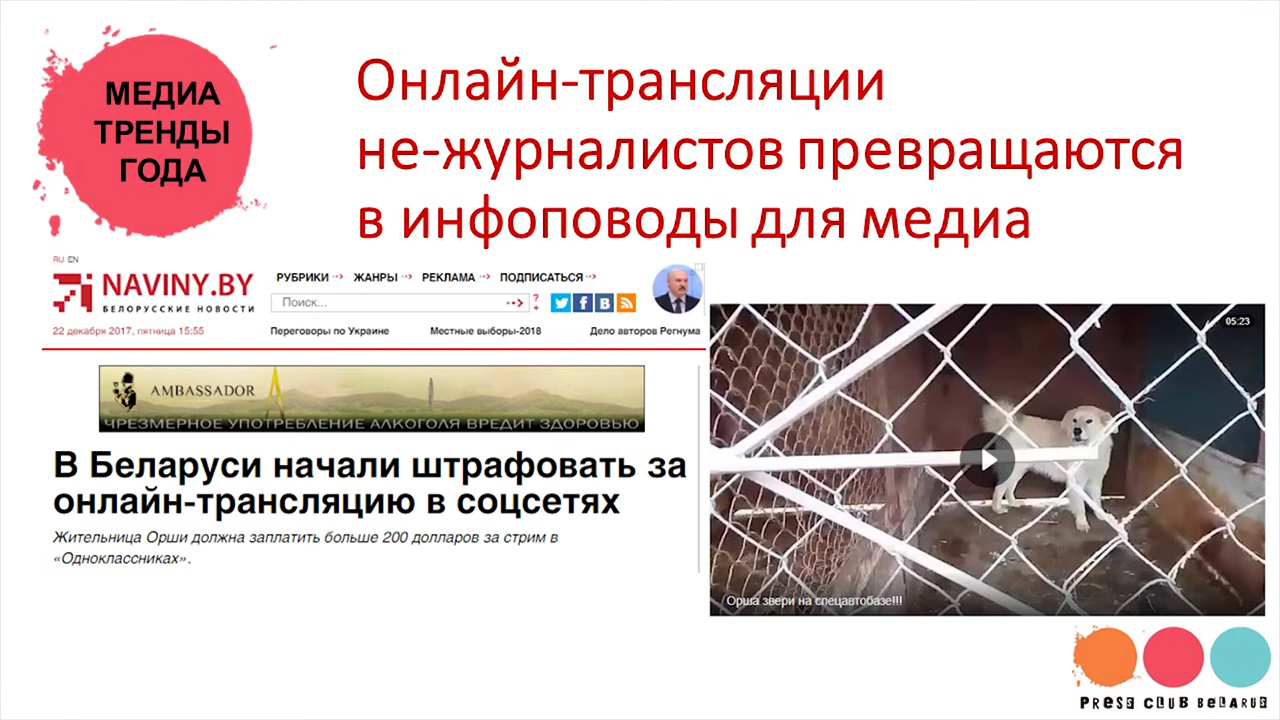 МЕДИА
ТРЕНДЫ
ГОДА
Онлайн-трансляции
не-журналистов превращаются
в инфоповоды для медиа
RU EN
NAVINY.BY
БЕЛОРУССКИЕ НОВОСТИ
22 декабря 2017, пятница 15:55
РУБРИКИ ЖАНРЫ РЕКЛАМА ПОДПИСАТЬСЯ
Поиск...
Переговоры по Украине Местные выборы-2018 Дело авторов Регнума
AMBASSADOR
ЧРЕЗМЕРНОЕ УПОТРЕБЛЕНИЕ АЛКОГОЛЯ ВРЕДИТ ЗДОРОВЬЮ
В Беларуси начали штрафовать за
онлайн-трансляцию в соцсетях
Жительница Орши должна заплатить больше 200 долларов за стрим в
«Одноклассниках».
05:23
Орша звери на спецавтобазе!!!
PRESS CLUB BELARUS